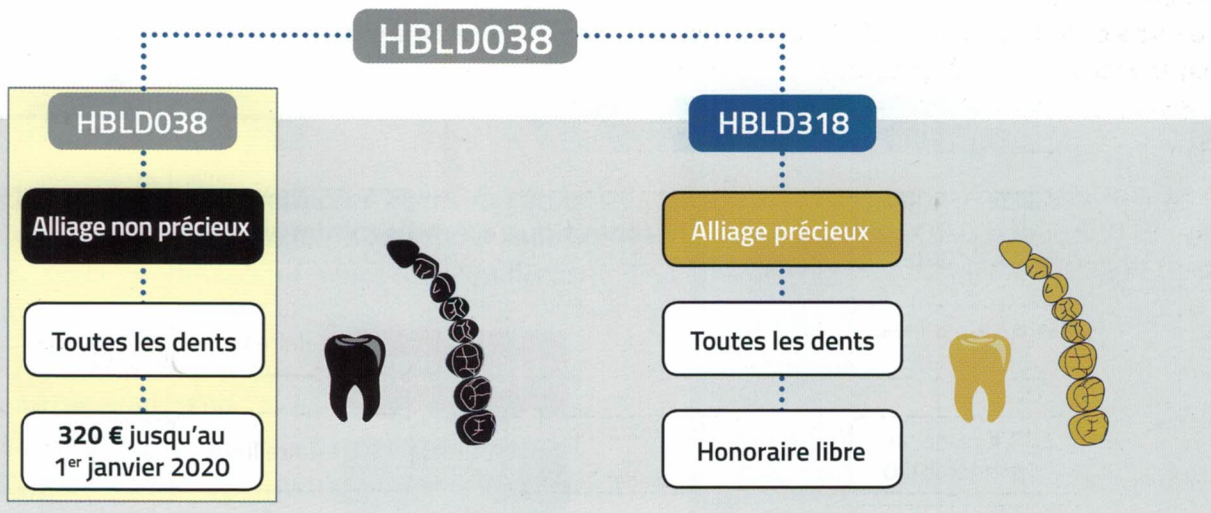 HBLD038
HBLD038
Alliage non précieux
Toutes les dents
320 € jusqu'au
1er janvier 2020
HBLD318
Alliage précieux
Toutes les dents
Honoraire libre